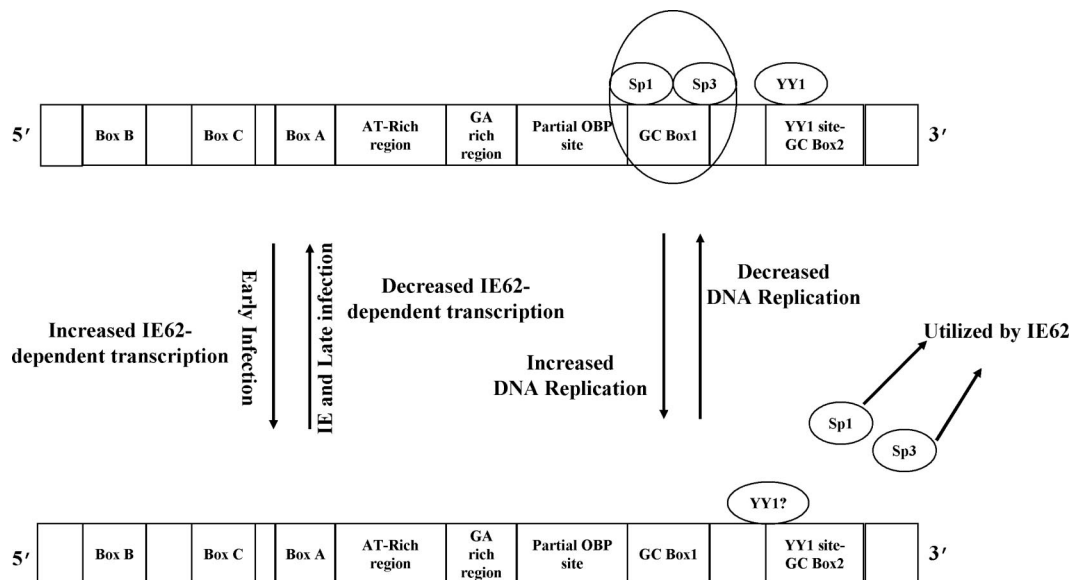 Sp1
Sp3
YY1
5′
Box B
Box C
Box A
AT-Rich
region
GA
rich
region
Partial OBP
site
GC Box1
YY1 site-
GC Box2
3′
Increased IE62-
dependent transcription
Early Infection
IE and Late infection
Decreased IE62-
dependent transcription
Increased
DNA Replication
Decreased
DNA Replication
Utilized by IE62
Sp1
Sp3
YY1?
5′
Box B
Box C
Box A
AT-Rich
region
GA
rich
region
Partial OBP
site
GC Box1
YY1 site-
GC Box2
3′